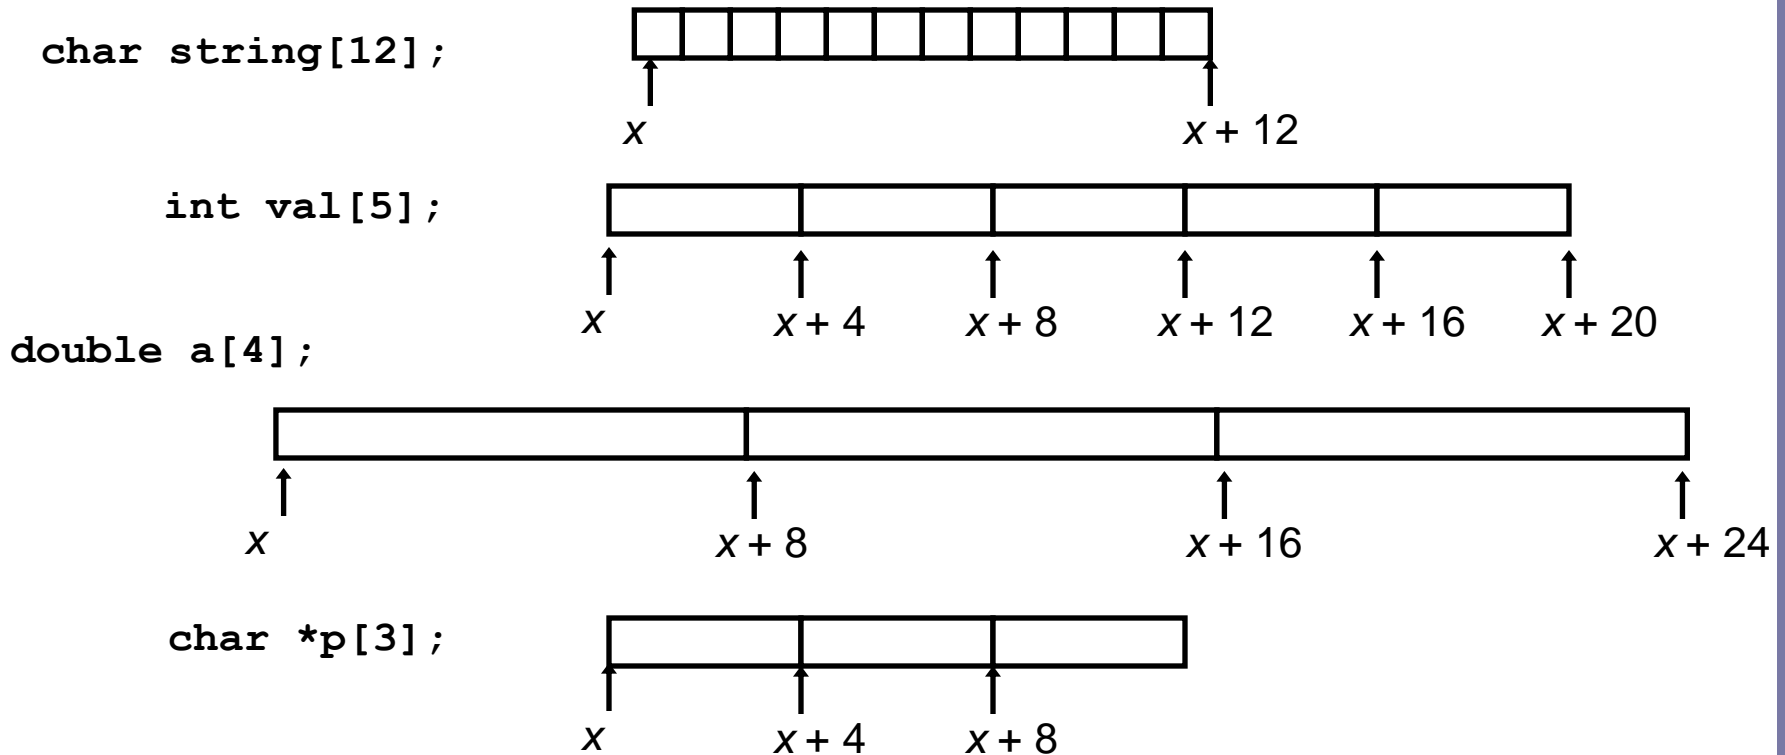 char string[12];
x x + 12
int val[5];
x x + 4 x + 8 x + 12 x + 16 x + 20
double a[4];
x x + 8 x + 16 x + 24
char *p[3];
x x + 4 x + 8